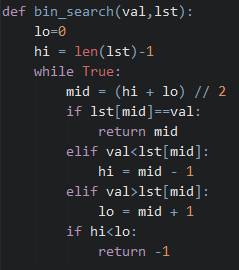 def bin_search(val,lst):
    lo=0
    hi = len(lst)-1
    while True:
        mid = (hi + lo) // 2
        if lst[mid]==val:
            return mid
        elif val<lst[mid]:
            hi = mid - 1
        elif val>lst[mid]:
            lo = mid + 1
        if hi<lo:
            return -1